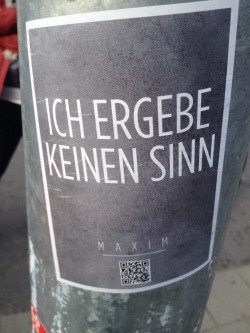 ICH ERGEBE
KEINEN SINN
MAXIM